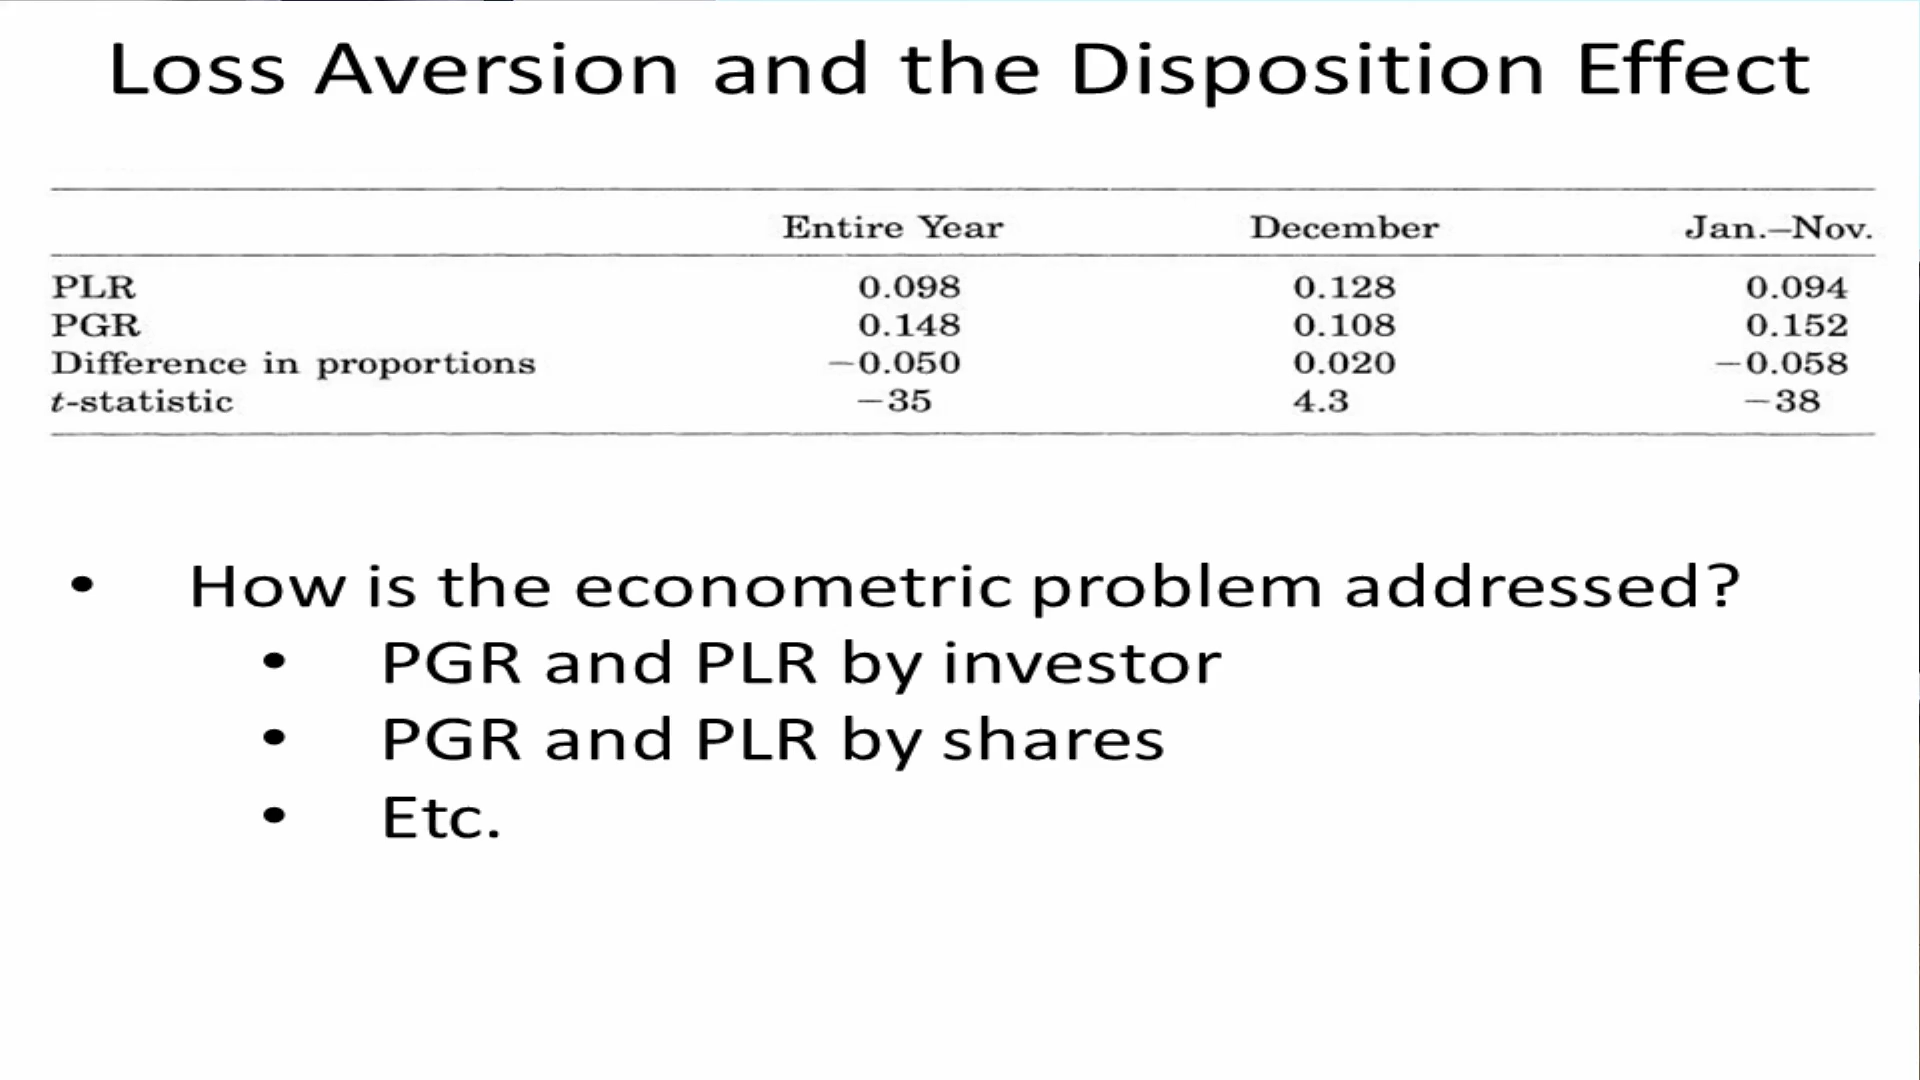 Loss Aversion and the Disposition Effect
Entire Year December Jan.–Nov.
PLR 0.098 0.128 0.094
PGR 0.148 0.108 0.152
Difference in proportions −0.050 0.020 −0.058
t-statistic −35 4.3 −38
• How is the econometric problem addressed?
• PGR and PLR by investor
• PGR and PLR by shares
• Etc.